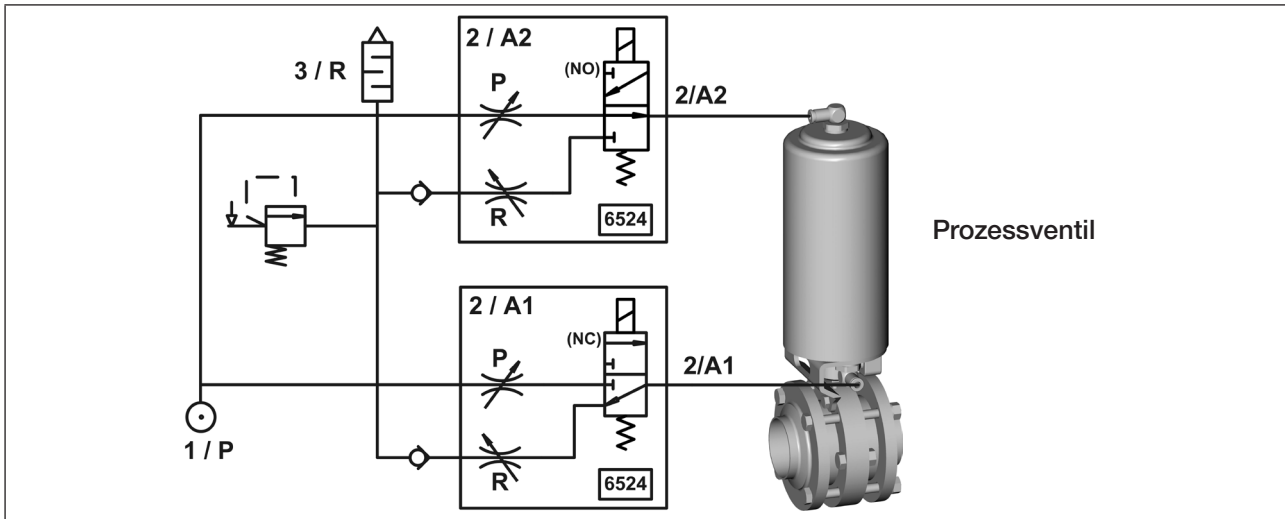 2 / A2
3 / R
P
(NO)
2/A2
R
6524
Prozessventil
2 / A1
(NC)
P
2/A1
1 / P
R
6524